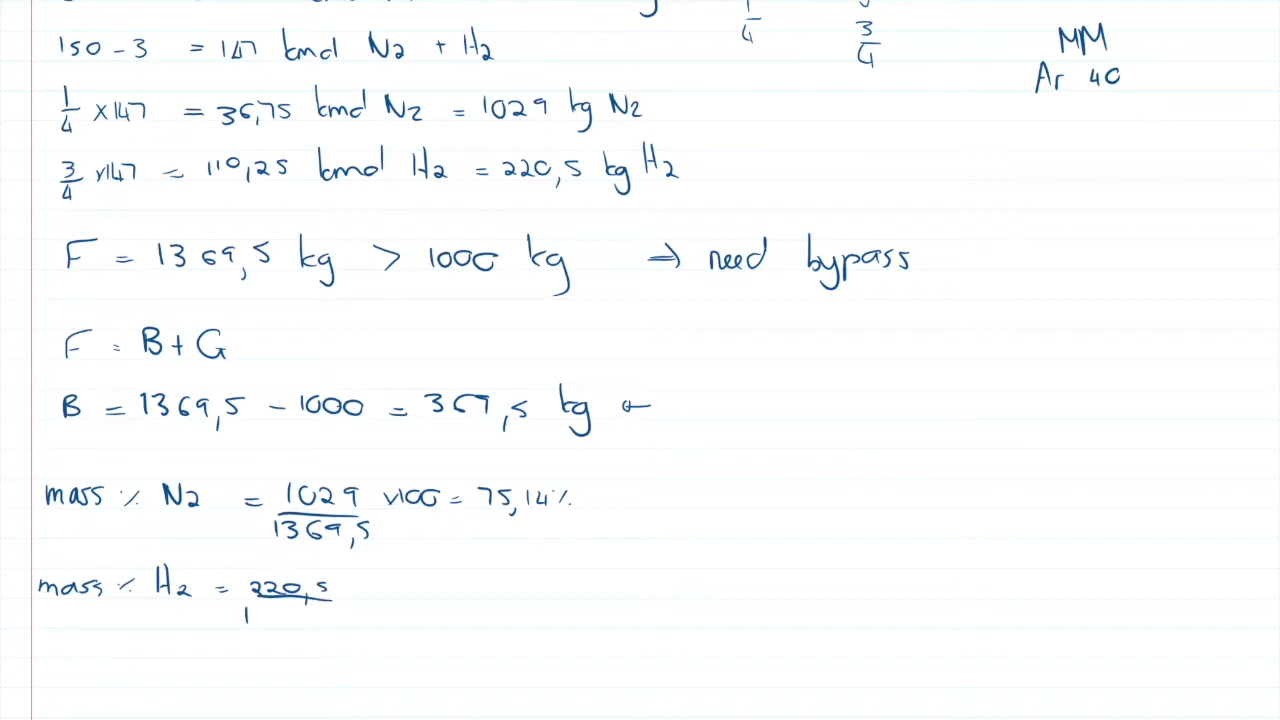 1/4 3/4
150 - 3 = 147 kmol N2 + H2
MM
Ar 40
1/4 x 147 = 36,75 kmol N2 = 1029 kg N2
3/4 x 147 = 110,25 kmol H2 = 220,5 kg H2
F = 1369,5 kg > 1000 kg ⇒ need bypass
F = B + G
B = 1369,5 - 1000 = 369,5 kg ←
mass % N2 = 1029/1369,5 x100 = 75,14%
mass % H2 = 220,5/1